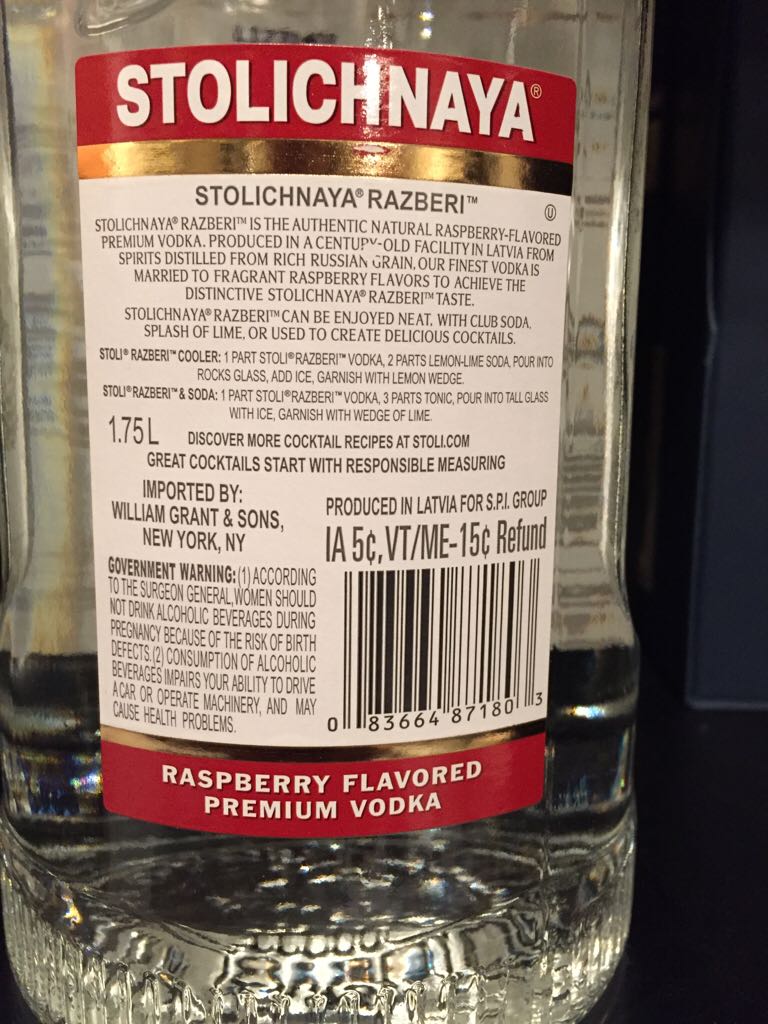 STOLICHNAYA®
STOLICHNAYA® RAZBERI™
Ⓤ
STOLICHNAYA® RAZBERI™ IS THE AUTHENTIC NATURAL RASPBERRY-FLAVORED
PREMIUM VODKA. PRODUCED IN A CENTURY-OLD FACILITY IN LATVIA FROM
SPIRITS DISTILLED FROM RICH RUSSIAN GRAIN, OUR FINEST VODKA IS
MARRIED TO FRAGRANT RASPBERRY FLAVORS TO ACHIEVE THE
DISTINCTIVE STOLICHNAYA® RAZBERI™ TASTE.
STOLICHNAYA® RAZBERI™ CAN BE ENJOYED NEAT, WITH CLUB SODA,
SPLASH OF LIME, OR USED TO CREATE DELICIOUS COCKTAILS.
STOLI® RAZBERI™ COOLER: 1 PART STOLI® RAZBERI™ VODKA, 2 PARTS LEMON-LIME SODA, POUR INTO
ROCKS GLASS, ADD ICE, GARNISH WITH LEMON WEDGE.
STOLI® RAZBERI™ & SODA: 1 PART STOLI® RAZBERI™ VODKA, 3 PARTS TONIC, POUR INTO TALL GLASS
WITH ICE, GARNISH WITH WEDGE OF LIME.
1.75 L DISCOVER MORE COCKTAIL RECIPES AT STOLI.COM
GREAT COCKTAILS START WITH RESPONSIBLE MEASURING
IMPORTED BY:
WILLIAM GRANT & SONS,
NEW YORK, NY
PRODUCED IN LATVIA FOR S.P.I. GROUP
IA 5¢, VT/ME-15¢ Refund
GOVERNMENT WARNING: (1) ACCORDING
TO THE SURGEON GENERAL, WOMEN SHOULD
NOT DRINK ALCOHOLIC BEVERAGES DURING
PREGNANCY BECAUSE OF THE RISK OF BIRTH
DEFECTS. (2) CONSUMPTION OF ALCOHOLIC
BEVERAGES IMPAIRS YOUR ABILITY TO DRIVE
A CAR OR OPERATE MACHINERY, AND MAY
CAUSE HEALTH PROBLEMS.
0 83664 87180 3
RASPBERRY FLAVORED
PREMIUM VODKA